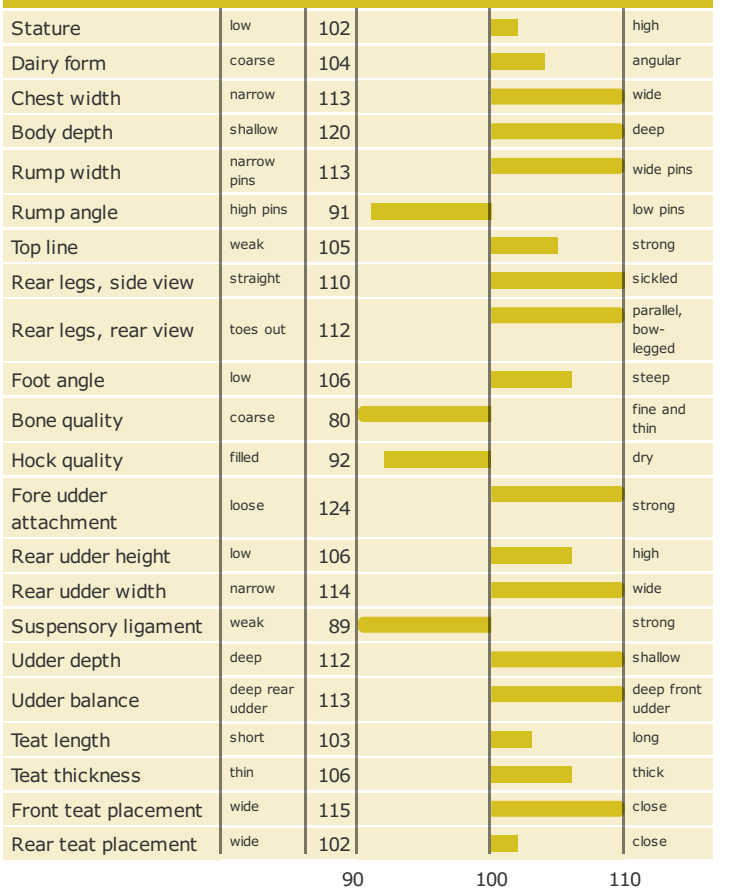 Stature low 102 high
Dairy form coarse 104 angular
Chest width narrow 113 wide
Body depth shallow 120 deep
Rump width narrow pins 113 wide pins
Rump angle high pins 91 low pins
Top line weak 105 strong
Rear legs, side view straight 110 sickled
Rear legs, rear view toes out 112 parallel, bow-legged
Foot angle low 106 steep
Bone quality coarse 80 fine and thin
Hock quality filled 92 dry
Fore udder attachment loose 124 strong
Rear udder height low 106 high
Rear udder width narrow 114 wide
Suspensory ligament weak 89 strong
Udder depth deep 112 shallow
Udder balance deep rear udder 113 deep front udder
Teat length short 103 long
Teat thickness thin 106 thick
Front teat placement wide 115 close
Rear teat placement wide 102 close
90 100 110